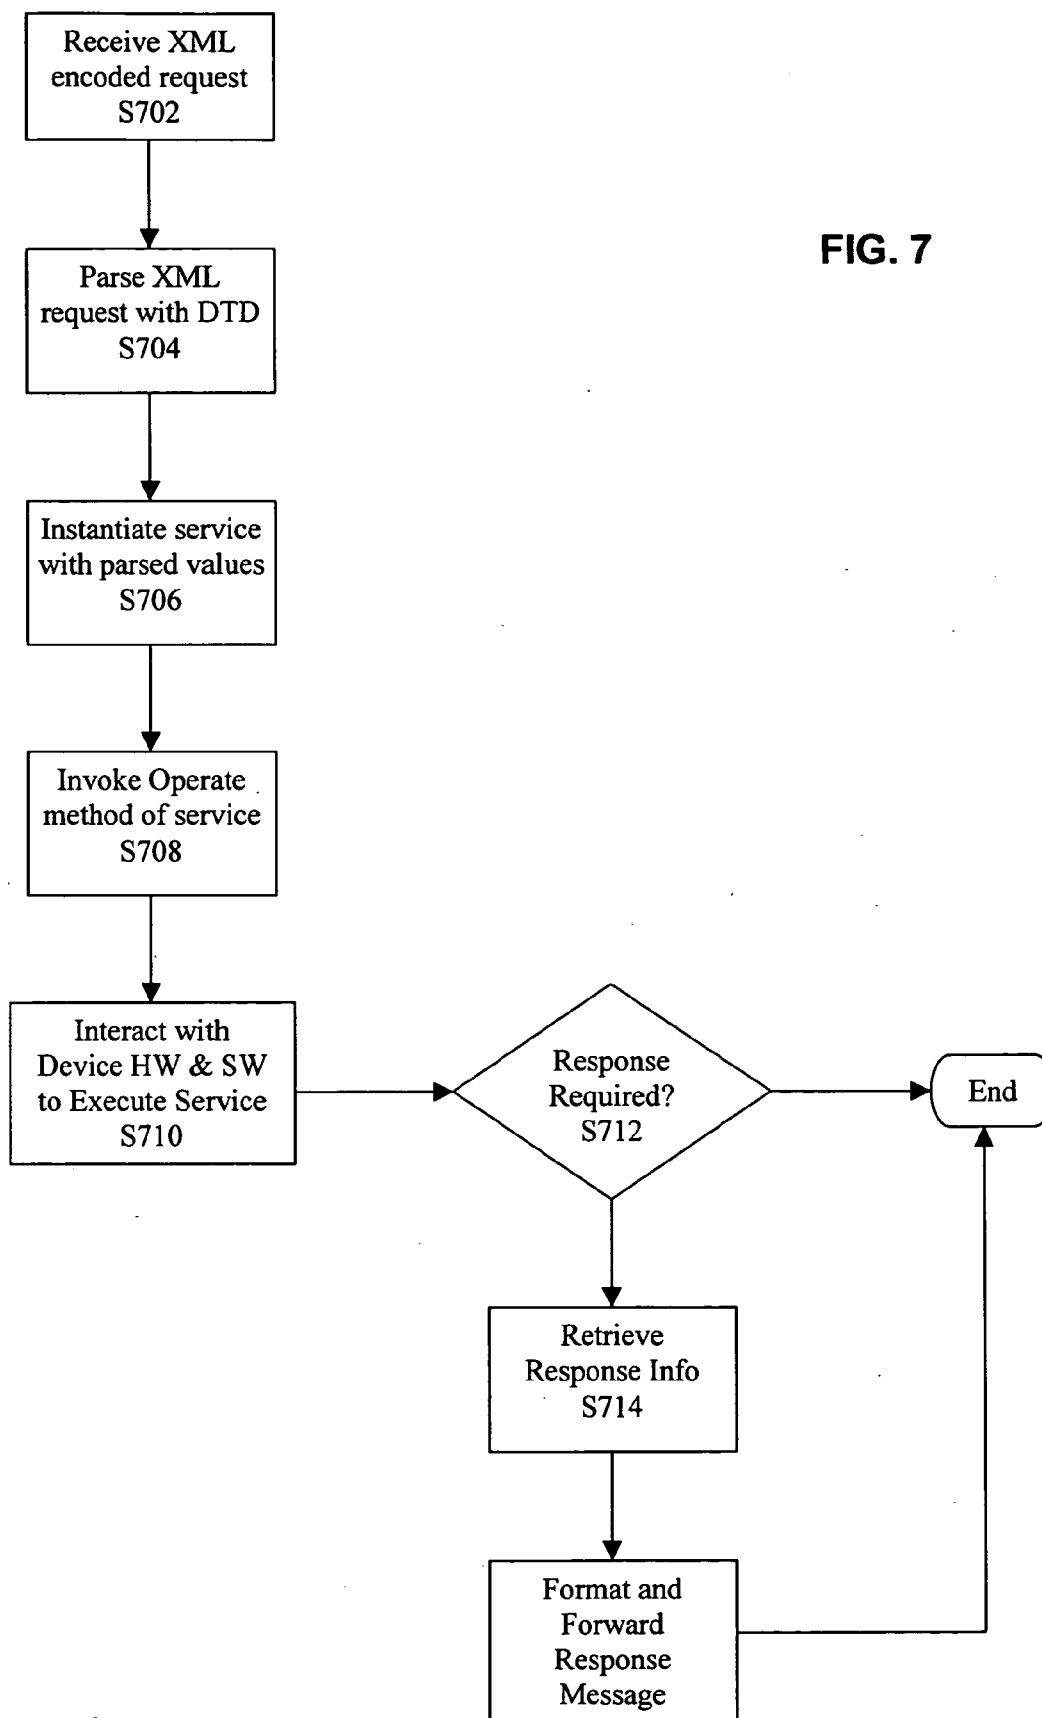 Receive XML
encoded request
S702
FIG. 7
Parse XML
request with DTD
S704
Instantiate service
with parsed values
S706
Invoke Operate
method of service
S708
Interact with
Device HW & SW
to Execute Service
S710
Response
Required?
S712
End
Retrieve
Response Info
S714
Format and
Forward
Response
Message